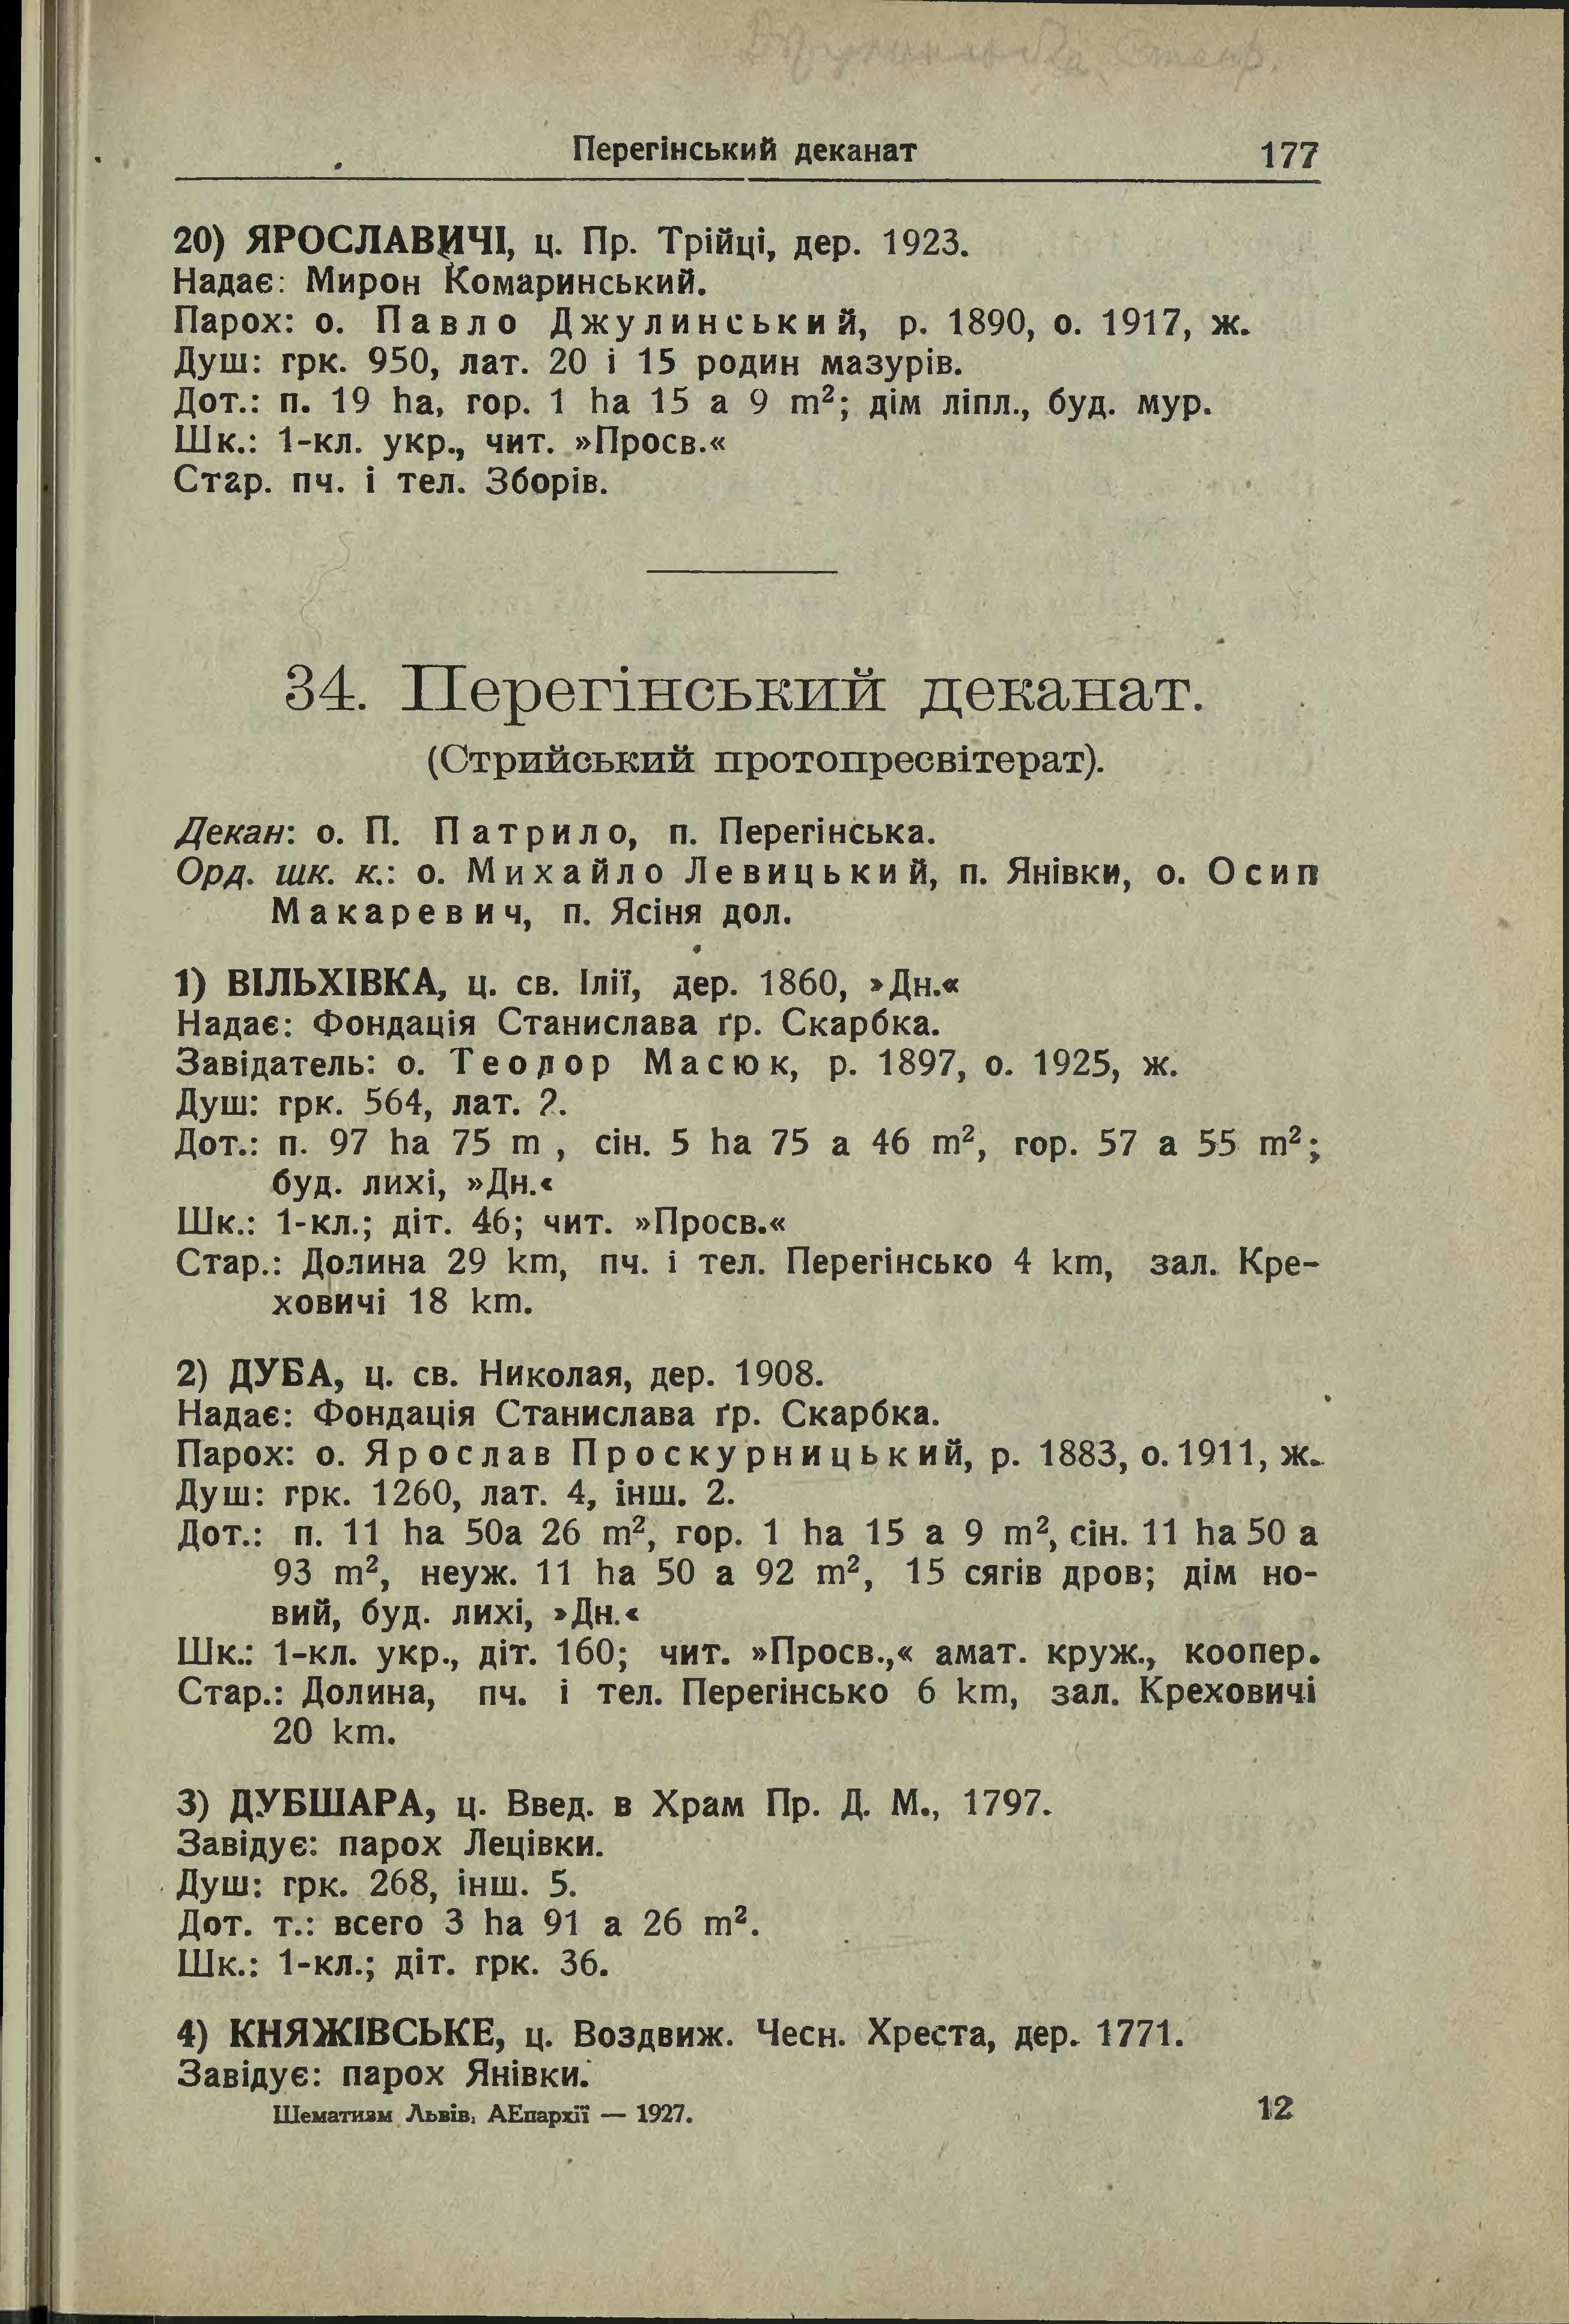 Перегінський деканат 177
20) ЯРОСЛАВИЧІ, ц. Пр. Трійці, дер. 1923.
Надає: Мирон Комаринський.
Парох: о. Павло Джулинський, р. 1890, о. 1917, ж.
Душ: грк. 950, лат. 20 і 15 родин мазурів.
Дот.: п. 19 ha, гор. 1 ha 15 a 9 m²; дім ліпл., буд. мур.
Шк.: 1-кл. укр., чит. »Просв.«
Стар. пч. і тел. Зборів.
34. Перегінський деканат.
(Стрийський протопресвітерат).
Декан: о. П. Патрило, п. Перегінська.
Орд. шк. к.: о. Михайло Левицький, п. Янівки, о. Осип
Макаревич, п. Ясіня дол.
1) ВІЛЬХІВКА, ц. св. Ілії, дер. 1860, »Дн.«
Надає: Фондація Станислава ґр. Скарбка.
Завідатель: о. Теодор Масюк, р. 1897, о. 1925, ж.
Душ: грк. 564, лат. ?.
Дот.: п. 97 ha 75 m , сін. 5 ha 75 a 46 m², гор. 57 a 55 m²;
буд. лихі, »Дн.«
Шк.: 1-кл.; діт. 46; чит. »Просв.«
Стар.: Долина 29 km, пч. і тел. Перегінсько 4 km, зал. Кре-
ховичі 18 km.
2) ДУБА, ц. св. Николая, дер. 1908.
Надає: Фондація Станислава ґр. Скарбка.
Парох: о. Ярослав Проскурницький, р. 1883, о. 1911, ж.
Душ: грк. 1260, лат. 4, інш. 2.
Дот.: п. 11 ha 50a 26 m², гор. 1 ha 15 a 9 m², сін. 11 ha 50 a
93 m², неуж. 11 ha 50 a 92 m², 15 сягів дров; дім но-
вий, буд. лихі, »Дн.«
Шк.: 1-кл. укр., діт. 160; чит. »Просв.,« амат. круж., коопер.
Стар.: Долина, пч. і тел. Перегінсько 6 km, зал. Креховичі
20 km.
3) ДУБШАРА, ц. Введ. в Храм Пр. Д. М., 1797.
Завідує: парох Лецівки.
Душ: грк. 268, інш. 5.
Дот. т.: всего 3 ha 91 a 26 m².
Шк.: 1-кл.; діт. грк. 36.
4) КНЯЖІВСЬКЕ, ц. Воздвиж. Чесн. Хреста, дер. 1771.
Завідує: парох Янівки.
Шематизм Львів, АЕпархії — 1927. 12